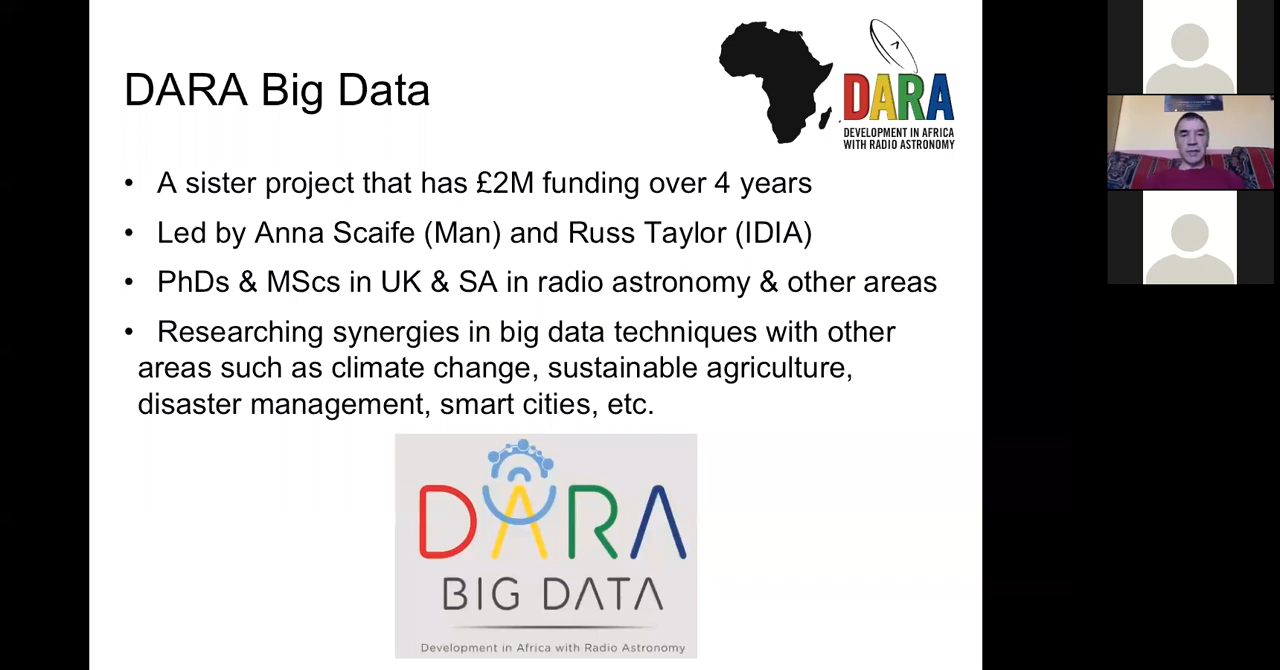 DARA Big Data
DARA
DEVELOPMENT IN AFRICA
WITH RADIO ASTRONOMY
• A sister project that has £2M funding over 4 years
• Led by Anna Scaife (Man) and Russ Taylor (IDIA)
• PhDs & MScs in UK & SA in radio astronomy & other areas
• Researching synergies in big data techniques with other
areas such as climate change, sustainable agriculture,
disaster management, smart cities, etc.
DARA
BIG DATA
Development in Africa with Radio Astronomy